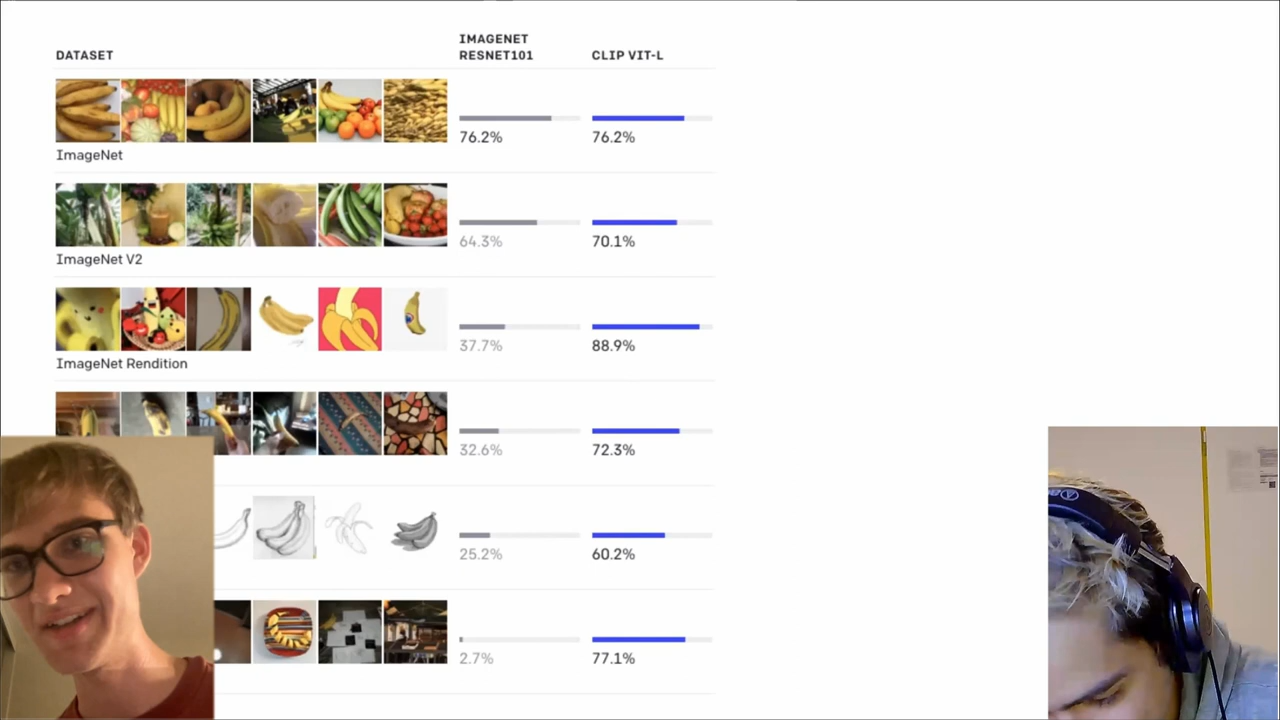 DATASET
IMAGENET
RESNET101
CLIP VIT-L
76.2%
76.2%
ImageNet
64.3%
70.1%
ImageNet V2
37.7%
88.9%
ImageNet Rendition
32.6%
72.3%
25.2%
60.2%
2.7%
77.1%